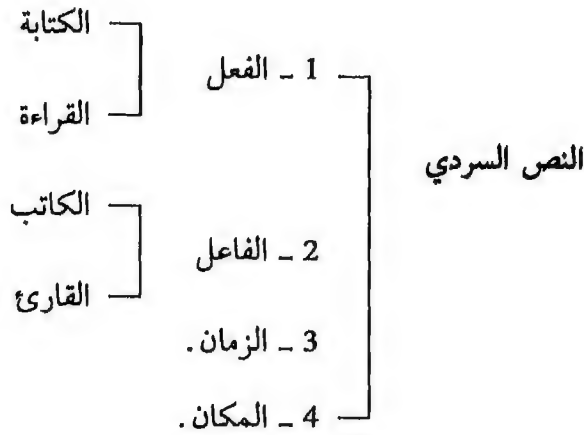 النص السردي
1 ـ الفعل
الكتابة
القراءة
2 ـ الفاعل
الكاتب
القارئ
3 ـ الزمان.
4 ـ المكان.